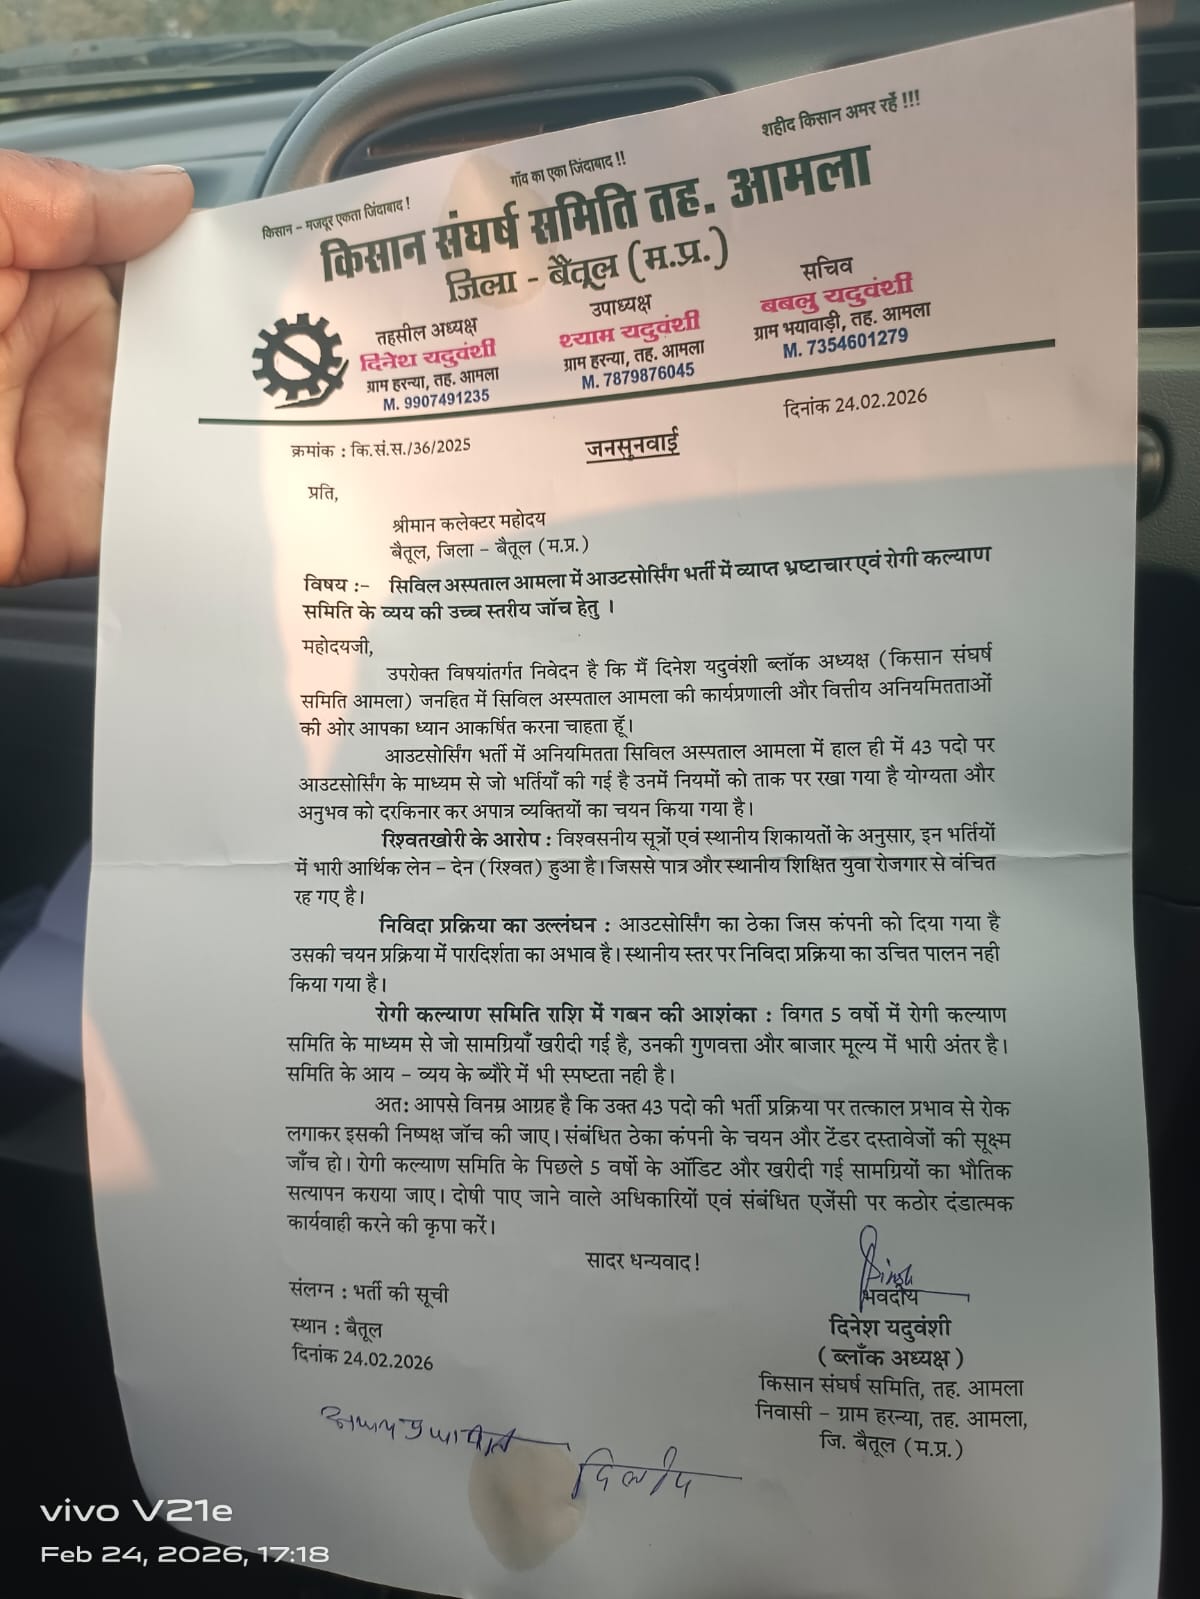 किसान – मजदूर एकता जिंदाबाद ! गाँव का एका जिंदाबाद !! शहीद किसान अमर रहें !!!
किसान संघर्ष समिति तह. आमला
जिला - बैतूल (म.प्र.)
तहसील अध्यक्ष
दिनेश यदुवंशी
ग्राम हरन्या, तह. आमला
M. 9907491235
उपाध्यक्ष
श्याम यदुवंशी
ग्राम हरन्या, तह. आमला
M. 7879876045
सचिव
बबलु यदुवंशी
ग्राम भयावाड़ी, तह. आमला
M. 7354601279
क्रमांक : कि.सं.स./36/2025
दिनांक 24.02.2026
जनसुनवाई
प्रति,
श्रीमान कलेक्टर महोदय
बैतूल, जिला – बैतूल (म.प्र.)
विषय :- सिविल अस्पताल आमला में आउटसोर्सिंग भर्ती में व्याप्त भ्रष्टाचार एवं रोगी कल्याण
समिति के व्यय की उच्च स्तरीय जॉच हेतु ।
महोदयजी,
उपरोक्त विषयांतर्गत निवेदन है कि मैं दिनेश यदुवंशी ब्लॉक अध्यक्ष (किसान संघर्ष
समिति आमला) जनहित में सिविल अस्पताल आमला की कार्यप्रणाली और वित्तीय अनियमितताओं
की ओर आपका ध्यान आकर्षित करना चाहता हूॅं।
आउटसोर्सिंग भर्ती में अनियमितता सिविल अस्पताल आमला में हाल ही में 43 पदो पर
आउटसोर्सिंग के माध्यम से जो भर्तियाँ की गई है उनमें नियमों को ताक पर रखा गया है योग्यता और
अनुभव को दरकिनार कर अपात्र व्यक्तियों का चयन किया गया है।
रिश्वतखोरी के आरोप : विश्वसनीय सूत्रों एवं स्थानीय शिकायतों के अनुसार, इन भर्तियों
में भारी आर्थिक लेन – देन (रिश्वत) हुआ है। जिससे पात्र और स्थानीय शिक्षित युवा रोजगार से वंचित
रह गए है।
निविदा प्रक्रिया का उल्लंघन : आउटसोर्सिंग का ठेका जिस कंपनी को दिया गया है
उसकी चयन प्रक्रिया में पारदिर्शता का अभाव है। स्थानीय स्तर पर निविदा प्रक्रिया का उचित पालन नही
किया गया है।
रोगी कल्याण समिति राशि में गबन की आशंका : विगत 5 वर्षो में रोगी कल्याण
समिति के माध्यम से जो सामग्रियाँ खरीदी गई है, उनकी गुणवत्ता और बाजार मूल्य में भारी अंतर है।
समिति के आय – व्यय के ब्यौरे में भी स्पष्टता नही है।
अत: आपसे विनम्र आग्रह है कि उक्त 43 पदो की भर्ती प्रक्रिया पर तत्काल प्रभाव से रोक
लगाकर इसकी निष्पक्ष जॉच की जाए। संबंधित ठेका कंपनी के चयन और टेंडर दस्तावेजों की सूक्ष्म
जाँच हो। रोगी कल्याण समिति के पिछले 5 वर्षो के ऑडिट और खरीदी गई सामग्रियों का भौतिक
सत्यापन कराया जाए। दोषी पाए जाने वाले अधिकारियों एवं संबंधित एजेंसी पर कठोर दंडात्मक
कार्यवाही करने की कृपा करें।
सादर धन्यवाद!
संलग्न : भर्ती की सूची
स्थान : बैतूल
दिनांक 24.02.2026
भवदीय
दिनेश यदुवंशी
( ब्लॉक अध्यक्ष )
किसान संघर्ष समिति, तह. आमला
निवासी – ग्राम हरन्या, तह. आमला,
जि. बैतूल (म.प्र.)
vivo V21e
Feb 24, 2026, 17:18